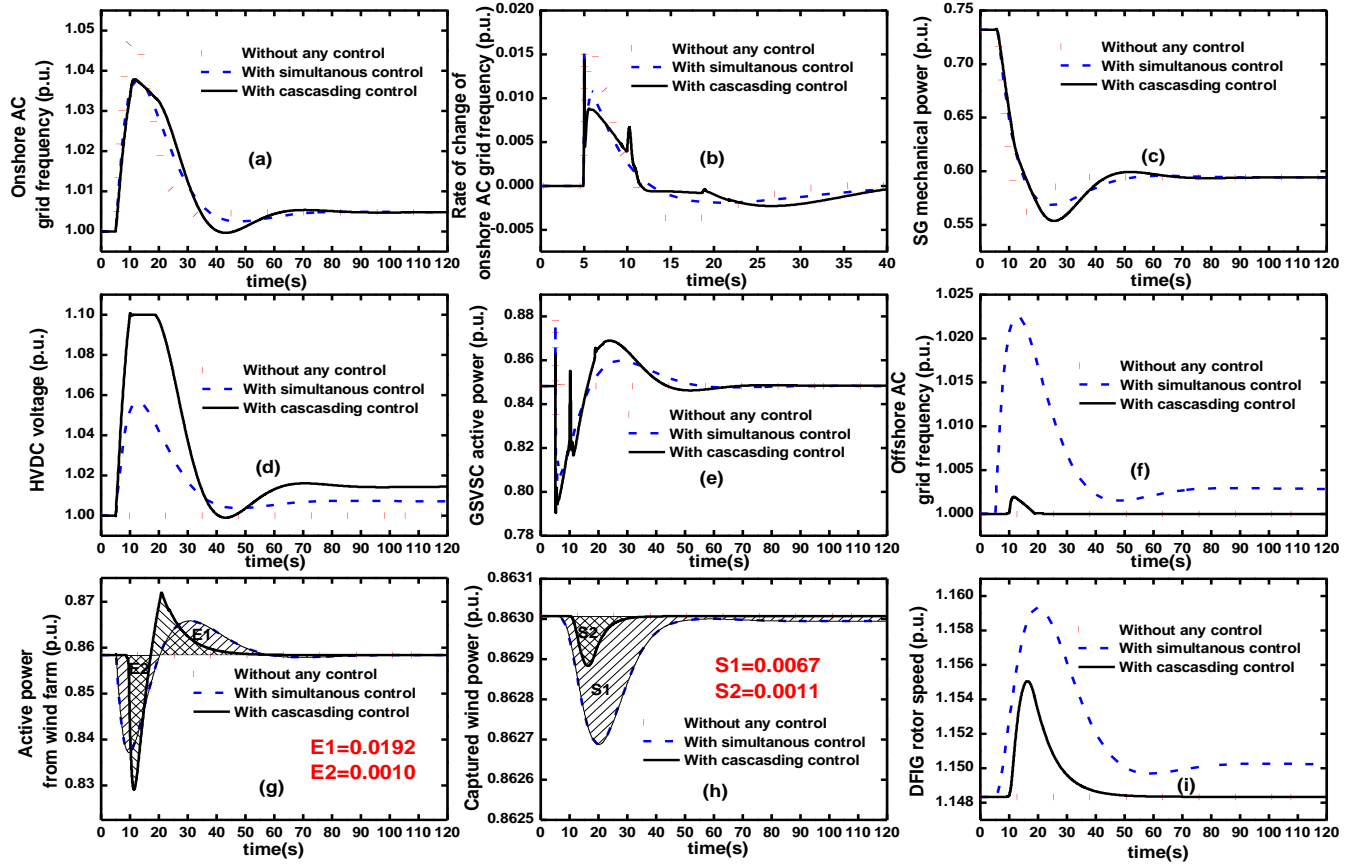 Onshore AC
grid frequency (p.u.)
1.05
1.04
1.03
1.02
1.01
1.00
Without any control
With simultanous control
With cascasding control
(a)
0 10 20 30 40 50 60 70 80 90 100 110 120
time(s)
Rate of change of
onshore AC grid frequency (p.u.)
0.020
0.015
0.010
0.005
0.000
-0.005
Without any control
With simultanous control
With cascasding control
(b)
0 5 10 15 20 25 30 35 40
time(s)
SG mechanical power (p.u.)
0.75
0.70
0.65
0.60
0.55
Without any control
With simultanous control
With cascasding control
(c)
0 10 20 30 40 50 60 70 80 90 100 110 120
time(s)
HVDC voltage (p.u.)
1.10
1.08
1.06
1.04
1.02
1.00
Without any control
With simultanous control
With cascasding control
(d)
0 10 20 30 40 50 60 70 80 90 100 110 120
time(s)
GSVSC active power (p.u.)
0.88
0.86
0.84
0.82
0.80
0.78
Without any control
With simultanous control
With cascasding control
(e)
0 10 20 30 40 50 60 70 80 90 100 110 120
time(s)
Offshore AC
grid frequency (p.u.)
1.025
1.020
1.015
1.010
1.005
1.000
Without any control
With simultanous control
With cascasding control
(f)
0 10 20 30 40 50 60 70 80 90 100 110 120
time(s)
Active power
from wind farm (p.u.)
0.87
0.86
0.85
0.84
0.83
E1
E2
Without any control
With simultanous control
With cascasding control
E1=0.0192
E2=0.0010
(g)
0 10 20 30 40 50 60 70 80 90 100 110 120
time(s)
Captured wind power (p.u.)
0.8631
0.8630
0.8629
0.8628
0.8627
0.8626
0.8625
S2
S1
S1=0.0067
S2=0.0011
Without any control
With simultanous control
With cascasding control
(h)
0 10 20 30 40 50 60 70 80 90 100 110 120
time(s)
DFIG rotor speed (p.u.)
1.160
1.158
1.156
1.154
1.152
1.150
1.148
Without any control
With simultanous control
With cascasding control
(i)
0 10 20 30 40 50 60 70 80 90 100 110 120
time(s)